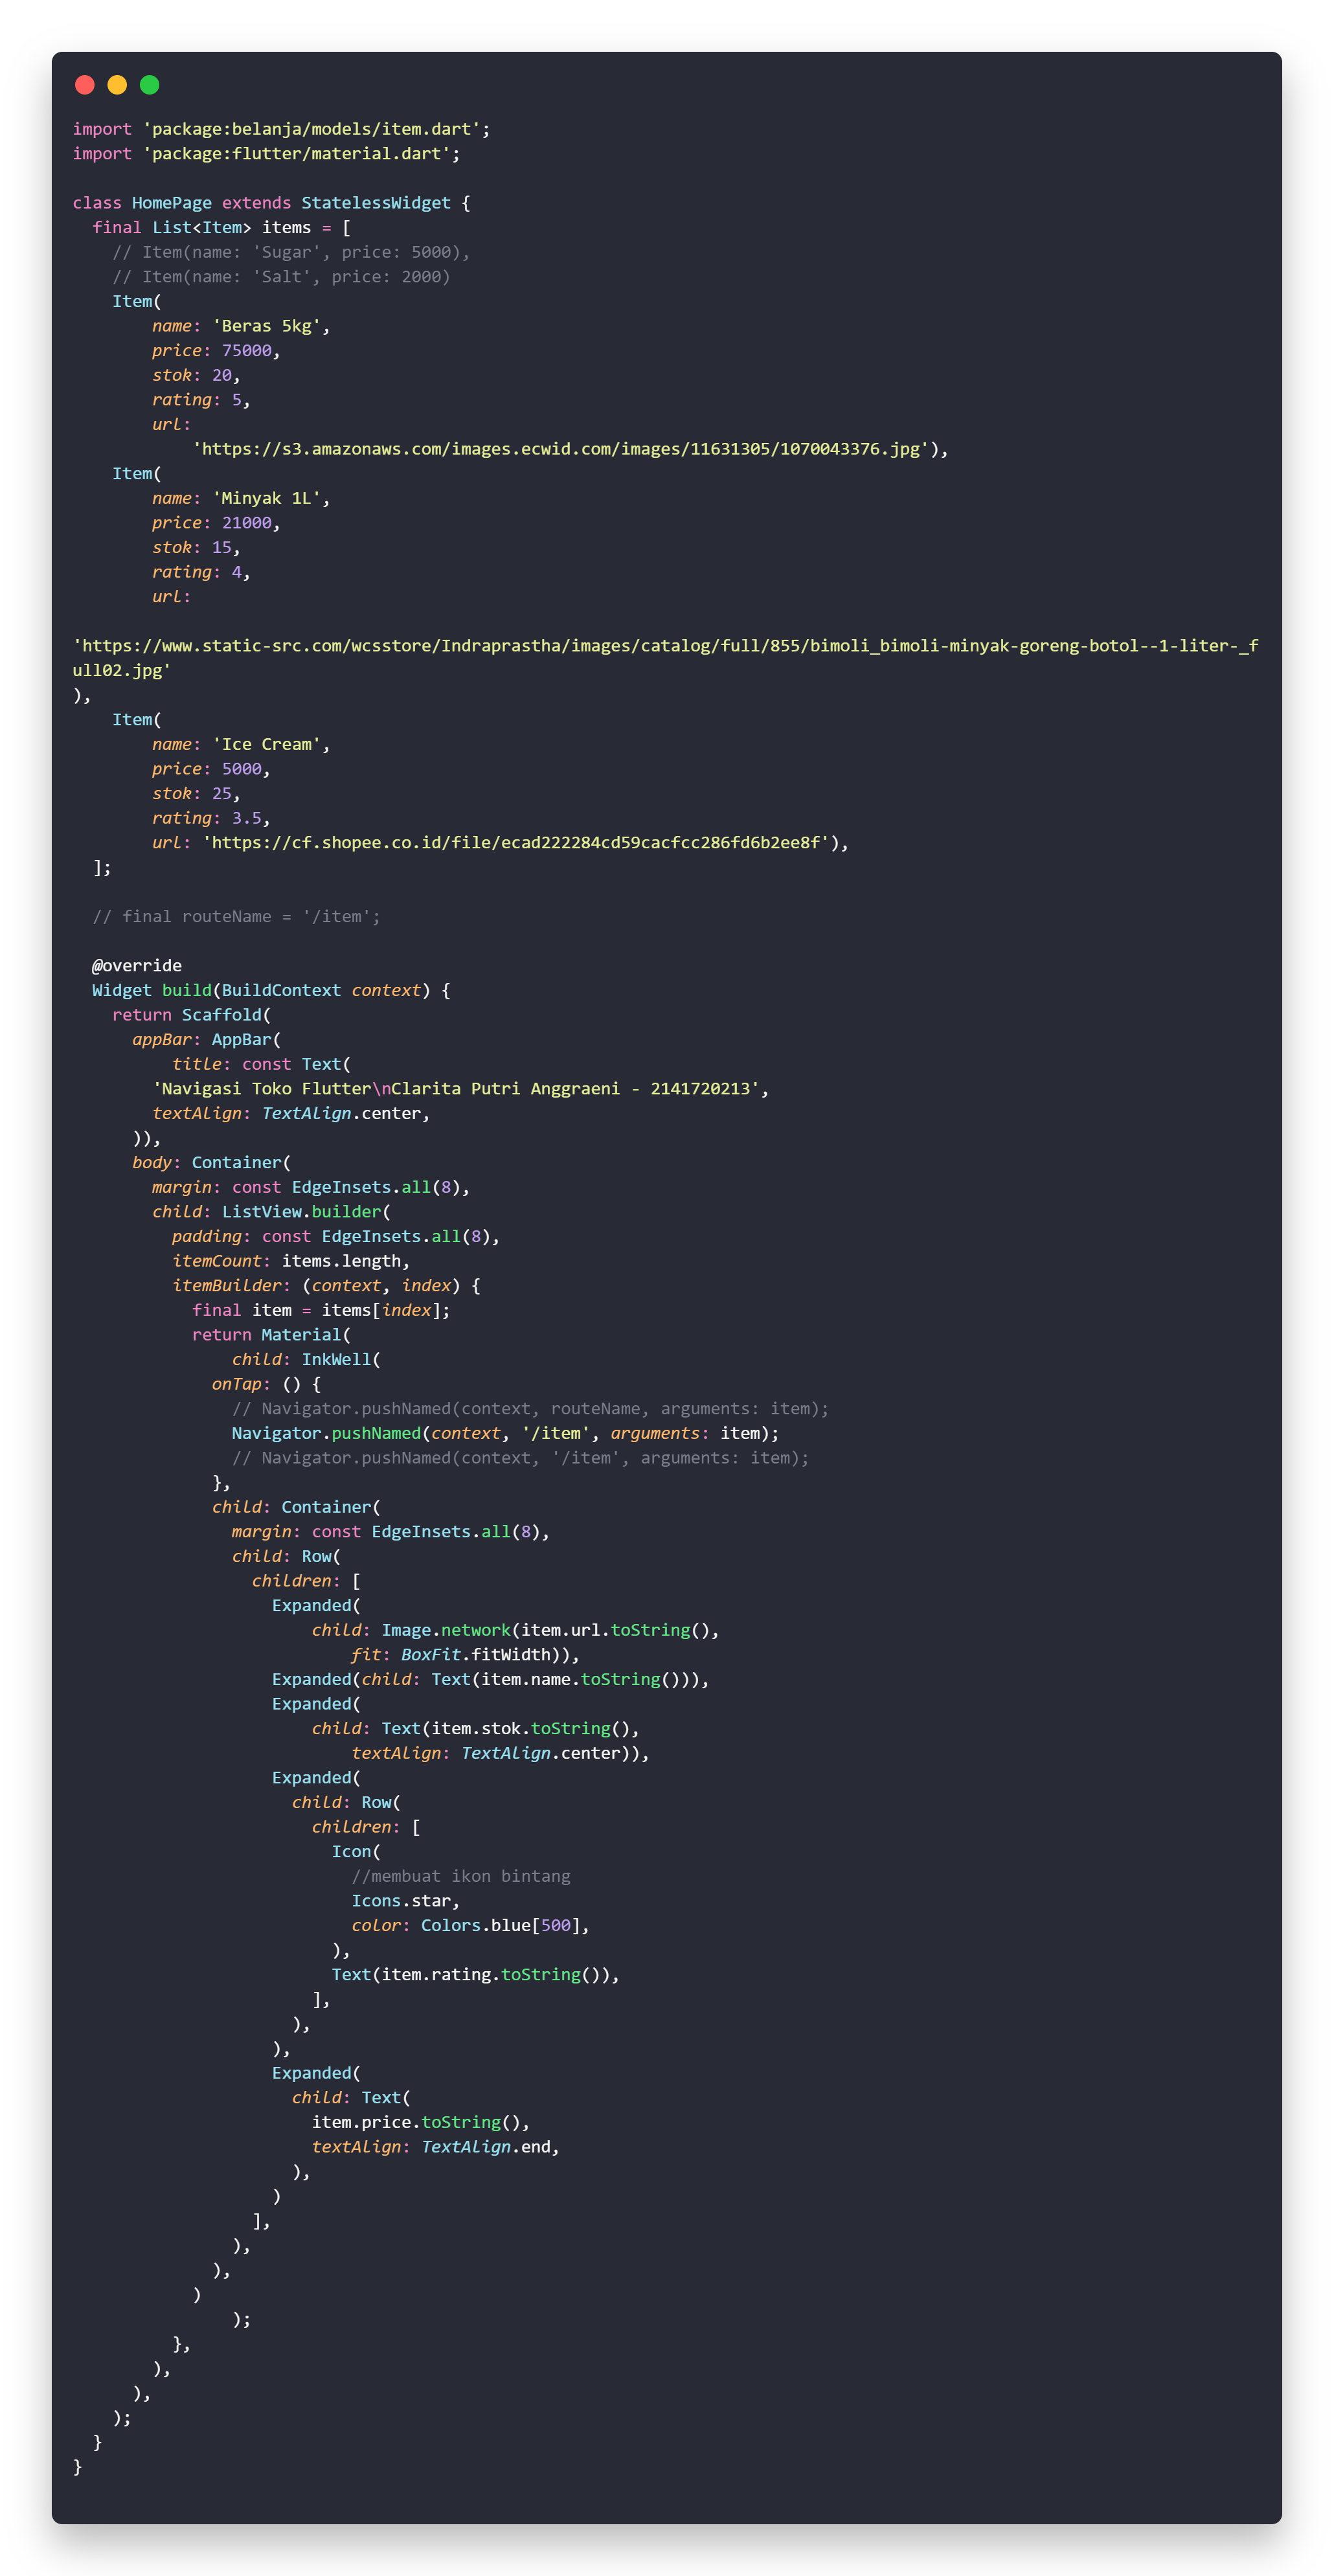 import 'package:belanja/models/item.dart';
import 'package:flutter/material.dart';

class HomePage extends StatelessWidget {
  final List<Item> items = [
    // Item(name: 'Sugar', price: 5000),
    // Item(name: 'Salt', price: 2000)
    Item(
        name: 'Beras 5kg',
        price: 75000,
        stok: 20,
        rating: 5,
        url:
            'https://s3.amazonaws.com/images.ecwid.com/images/11631305/1070043376.jpg'),
    Item(
        name: 'Minyak 1L',
        price: 21000,
        stok: 15,
        rating: 4,
        url:

'https://www.static-src.com/wcsstore/Indraprastha/images/catalog/full/855/bimoli_bimoli-minyak-goreng-botol--1-liter-_f
ull02.jpg'
),
    Item(
        name: 'Ice Cream',
        price: 5000,
        stok: 25,
        rating: 3.5,
        url: 'https://cf.shopee.co.id/file/ecad222284cd59cacfcc286fd6b2ee8f'),
  ];

  // final routeName = '/item';

  @override
  Widget build(BuildContext context) {
    return Scaffold(
      appBar: AppBar(
          title: const Text(
        'Navigasi Toko Flutter\nClarita Putri Anggraeni - 2141720213',
        textAlign: TextAlign.center,
      )),
      body: Container(
        margin: const EdgeInsets.all(8),
        child: ListView.builder(
          padding: const EdgeInsets.all(8),
          itemCount: items.length,
          itemBuilder: (context, index) {
            final item = items[index];
            return Material(
                child: InkWell(
              onTap: () {
                // Navigator.pushNamed(context, routeName, arguments: item);
                Navigator.pushNamed(context, '/item', arguments: item);
                // Navigator.pushNamed(context, '/item', arguments: item);
              },
              child: Container(
                margin: const EdgeInsets.all(8),
                child: Row(
                  children: [
                    Expanded(
                        child: Image.network(item.url.toString(),
                            fit: BoxFit.fitWidth)),
                    Expanded(child: Text(item.name.toString())),
                    Expanded(
                        child: Text(item.stok.toString(),
                            textAlign: TextAlign.center)),
                    Expanded(
                      child: Row(
                        children: [
                          Icon(
                            //membuat ikon bintang
                            Icons.star,
                            color: Colors.blue[500],
                          ),
                          Text(item.rating.toString()),
                        ],
                      ),
                    ),
                    Expanded(
                      child: Text(
                        item.price.toString(),
                        textAlign: TextAlign.end,
                      ),
                    )
                  ],
                ),
              ),
            )
                );
          },
        ),
      ),
    );
  }
}